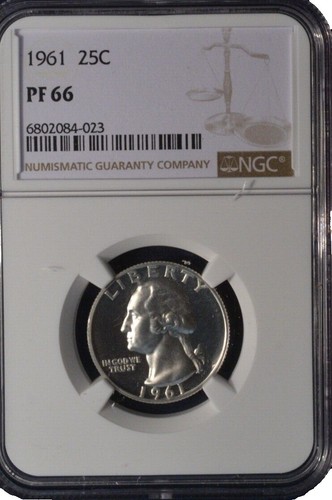 1961 25C
PF 66
6802084-023
NUMISMATIC GUARANTY COMPANY
NGC®
LIBERTY
IN GOD WE
TRUST
1961